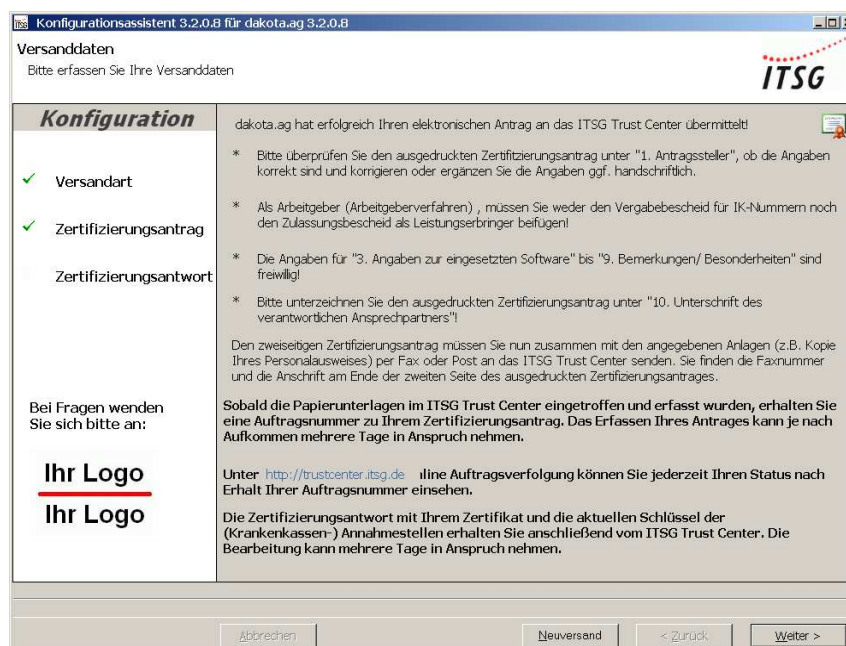 ITSG Konfigurationsassistent 3.2.0.8 für dakota.ag 3.2.0.8
Versanddaten
Bitte erfassen Sie Ihre Versanddaten
ITSG
Konfiguration
Versandart
Zertifizierungsantrag
Zertifizierungsantwort
Bei Fragen wenden
Sie sich bitte an:
Ihr Logo
Ihr Logo
dakota.ag hat erfolgreich Ihren elektronischen Antrag an das ITSG Trust Center übermittelt!
* Bitte überprüfen Sie den ausgedruckten Zertifitzierungsantrag unter "1. Antragssteller", ob die Angaben
korrekt sind und korrigieren oder ergänzen Sie die Angaben ggf. handschriftlich.
* Als Arbeitgeber (Arbeitgeberverfahren) , müssen Sie weder den Vergabebescheid für IK-Nummern noch
den Zulassungsbescheid als Leistungserbringer beifügen!
* Die Angaben für "3. Angaben zur eingesetzten Software" bis "9. Bemerkungen/ Besonderheiten" sind
freiwillig!
* Bitte unterzeichnen Sie den ausgedruckten Zertifizierungsantrag unter "10. Unterschrift des
verantwortlichen Ansprechpartners"!
Den zweiseitigen Zertifizierungsantrag müssen Sie nun zusammen mit den angegebenen Anlagen (z.B. Kopie
Ihres Personalausweises) per Fax oder Post an das ITSG Trust Center senden. Sie finden die Faxnummer
und die Anschrift am Ende der zweiten Seite des ausgedruckten Zertifizierungsantrages.
Sobald die Papierunterlagen im ITSG Trust Center eingetroffen und erfasst wurden, erhalten Sie
eine Auftragsnummer zu Ihrem Zertifizierungsantrag. Das Erfassen Ihres Antrages kann je nach
Aufkommen mehrere Tage in Anspruch nehmen.
Unter http://trustcenter.itsg.de line Auftragsverfolgung können Sie jederzeit Ihren Status nach
Erhalt Ihrer Auftragsnummer einsehen.
Die Zertifizierungsantwort mit Ihrem Zertifikat und die aktuellen Schlüssel der
(Krankenkassen-) Annahmestellen erhalten Sie anschließend vom ITSG Trust Center. Die
Bearbeitung kann mehrere Tage in Anspruch nehmen.
Abbrechen Neuversand < Zurück Weiter >